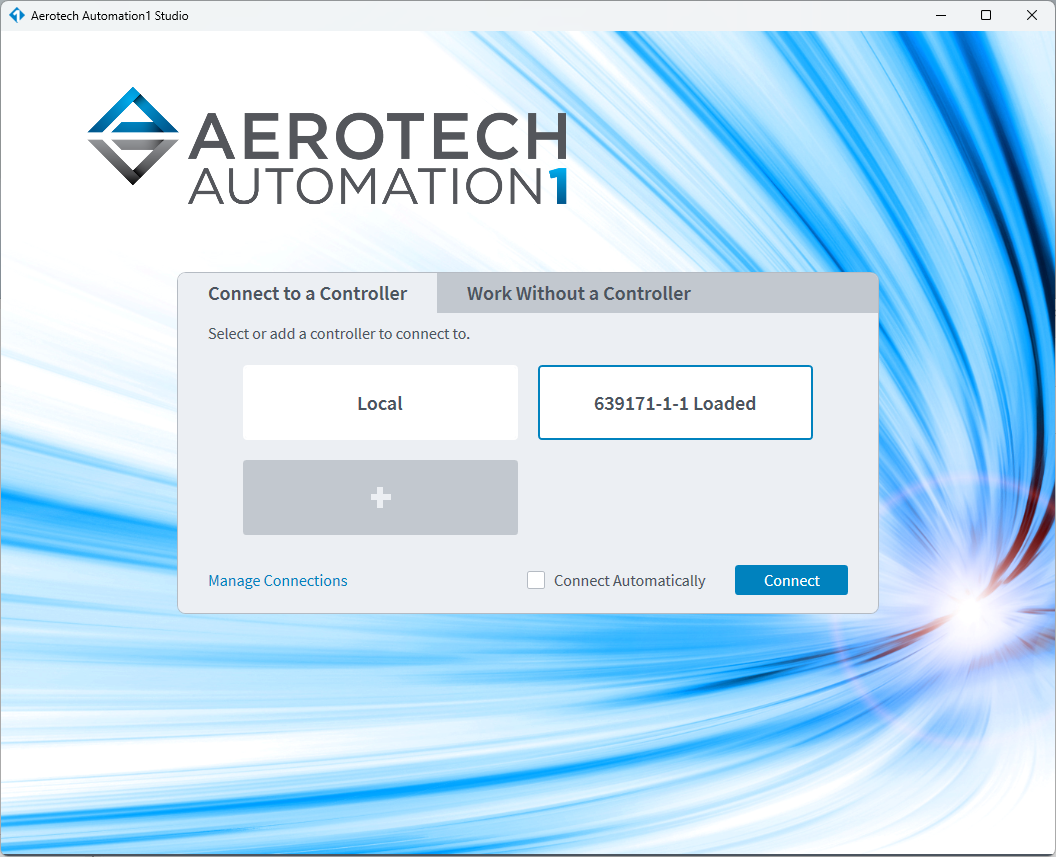 Aerotech Automation1 Studio
AEROTECH
AUTOMATION1
Connect to a Controller
Work Without a Controller
Select or add a controller to connect to.
Local
639171-1-1 Loaded
Manage Connections
Connect Automatically
Connect